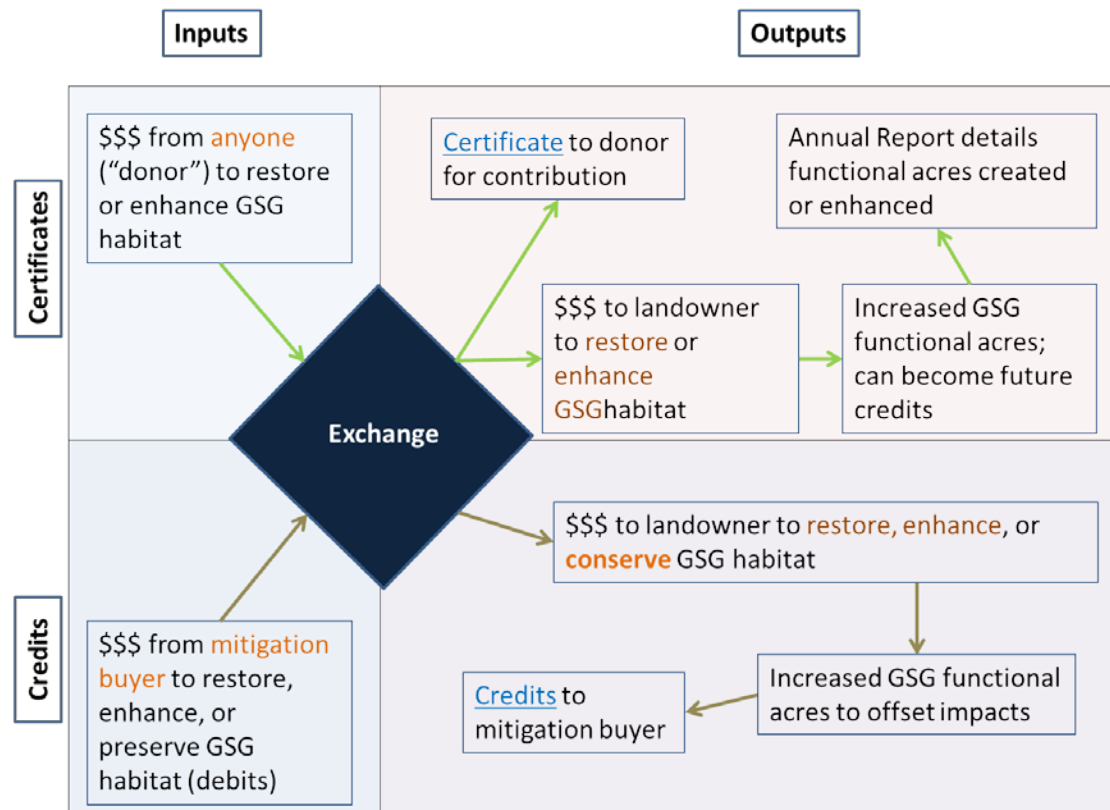 Inputs
Outputs
Certificates
$$$ from anyone
(“donor”) to restore
or enhance GSG
habitat
Certificate to donor
for contribution
Annual Report details
functional acres created
or enhanced
$$$ to landowner
to restore or
enhance
GSGhabitat
Increased GSG
functional acres;
can become future
credits
Exchange
Credits
$$$ from mitigation
buyer to restore,
enhance, or
preserve GSG
habitat (debits)
$$$ to landowner to restore, enhance, or
conserve GSG habitat
Increased GSG functional
acres to offset impacts
Credits to
mitigation buyer